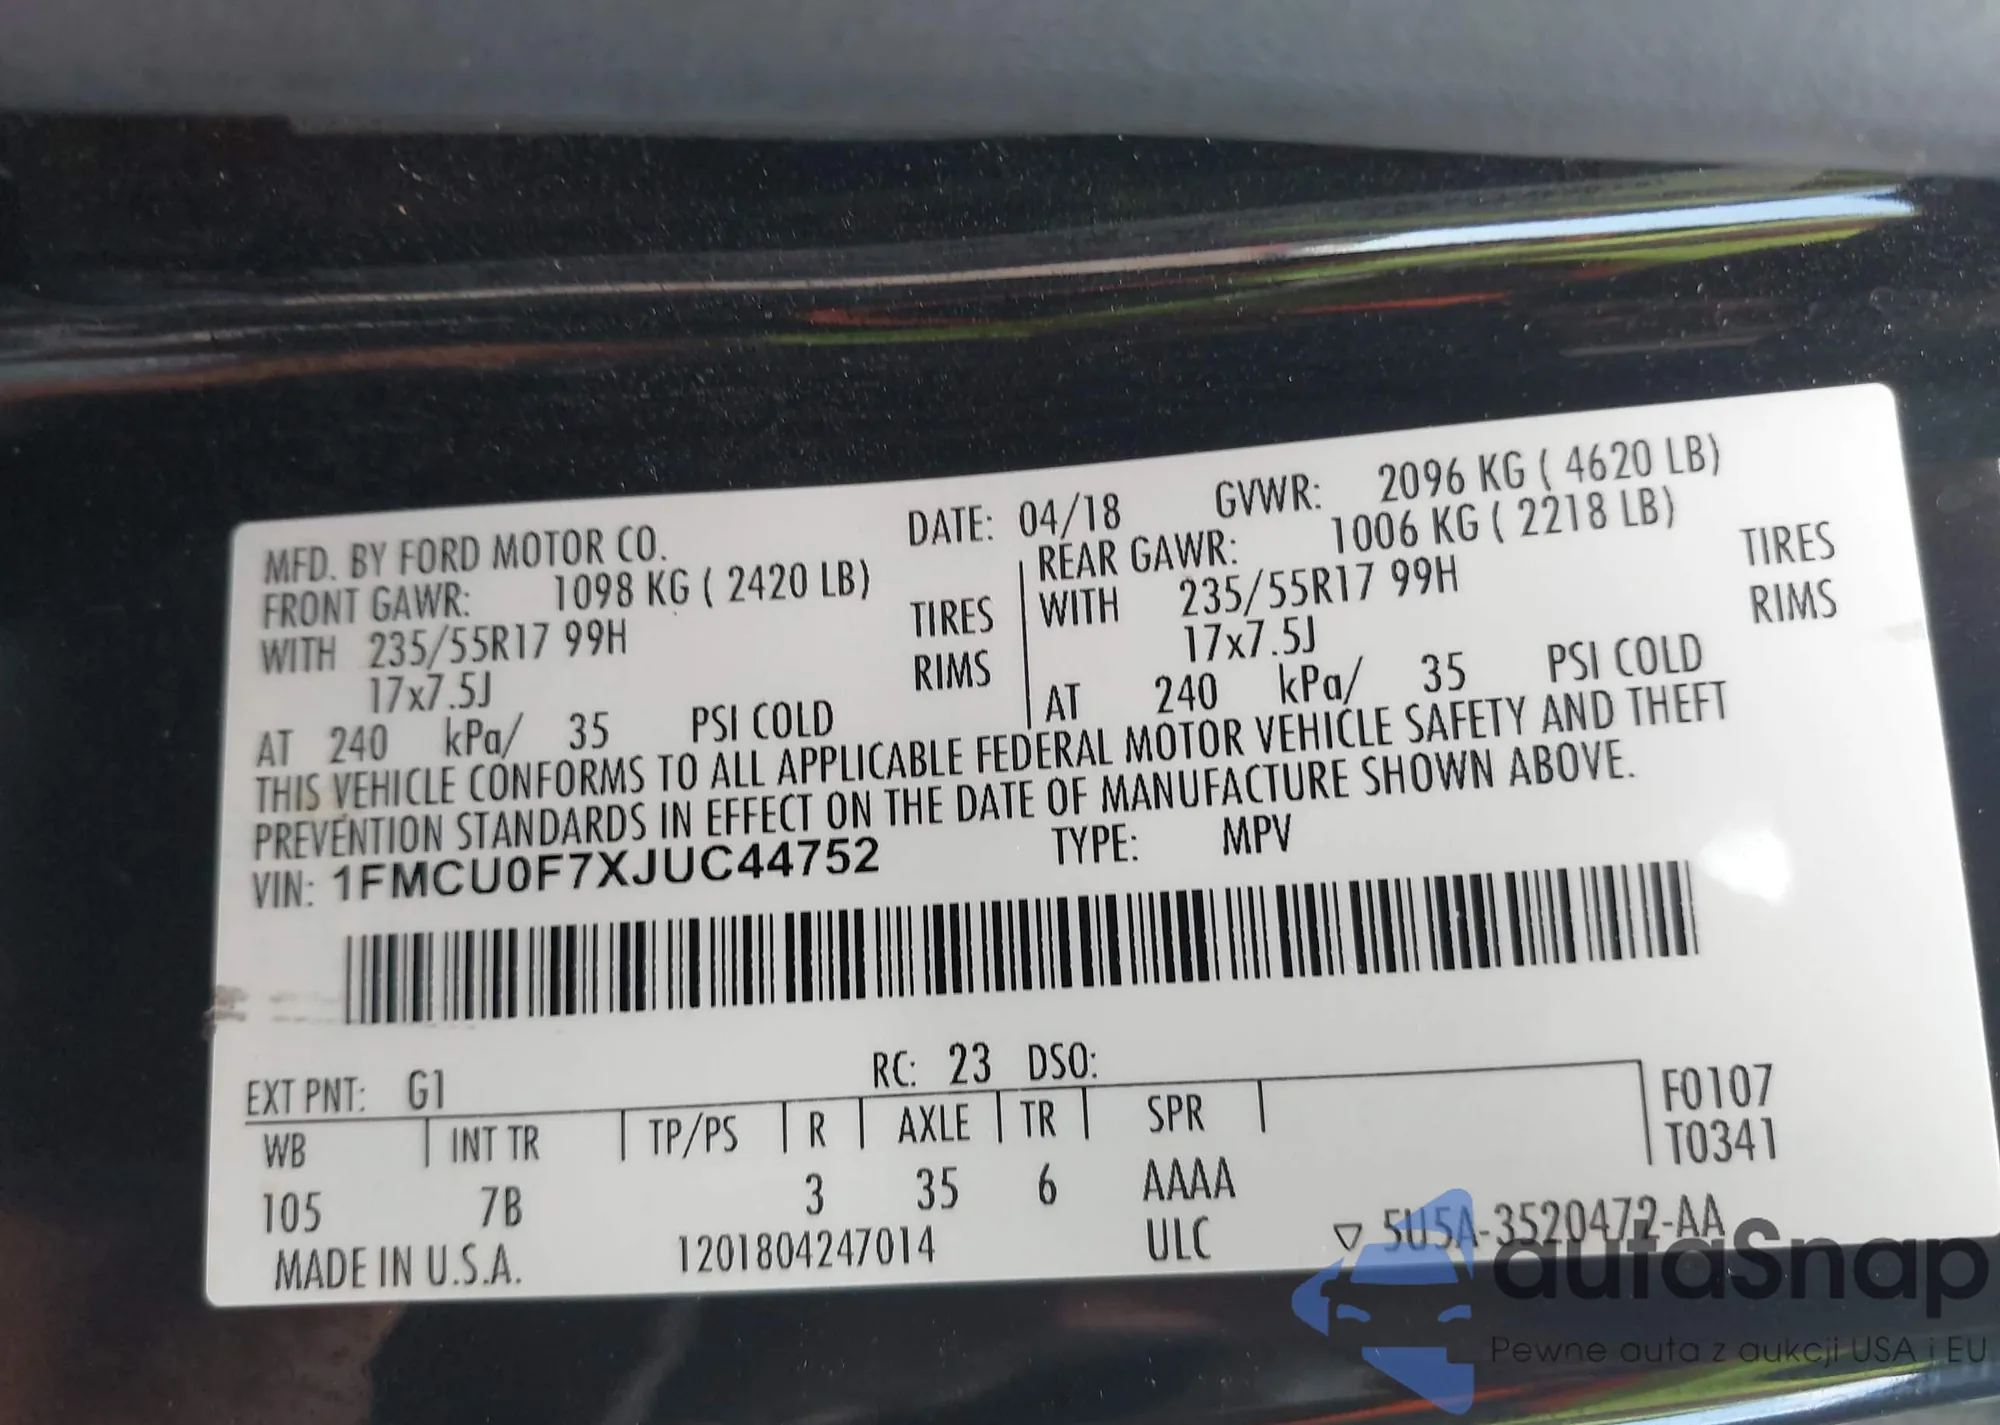 MFD. BY FORD MOTOR CO. DATE: 04/18 GVWR: 2096 KG ( 4620 LB)
FRONT GAWR: 1098 KG ( 2420 LB) REAR GAWR: 1006 KG ( 2218 LB)
WITH 235/55R17 99H TIRES WITH 235/55R17 99H TIRES
17x7.5J RIMS 17x7.5J RIMS
AT 240 kPa/ 35 PSI COLD AT 240 kPa/ 35 PSI COLD
THIS VEHICLE CONFORMS TO ALL APPLICABLE FEDERAL MOTOR VEHICLE SAFETY AND THEFT
PREVENTION STANDARDS IN EFFECT ON THE DATE OF MANUFACTURE SHOWN ABOVE.
VIN: 1FMCU0F7XJUC44752 TYPE: MPV
EXT PNT: G1 RC: 23 DSO:
WB INT TR TP/PS R AXLE TR SPR F0107
T0341
105 7B 3 35 6 AAAA
MADE IN U.S.A. 1201804247014 ULC ▽ 5U5A-3520472-AA
autaSnap
Pewne auta z aukcji USA i EU